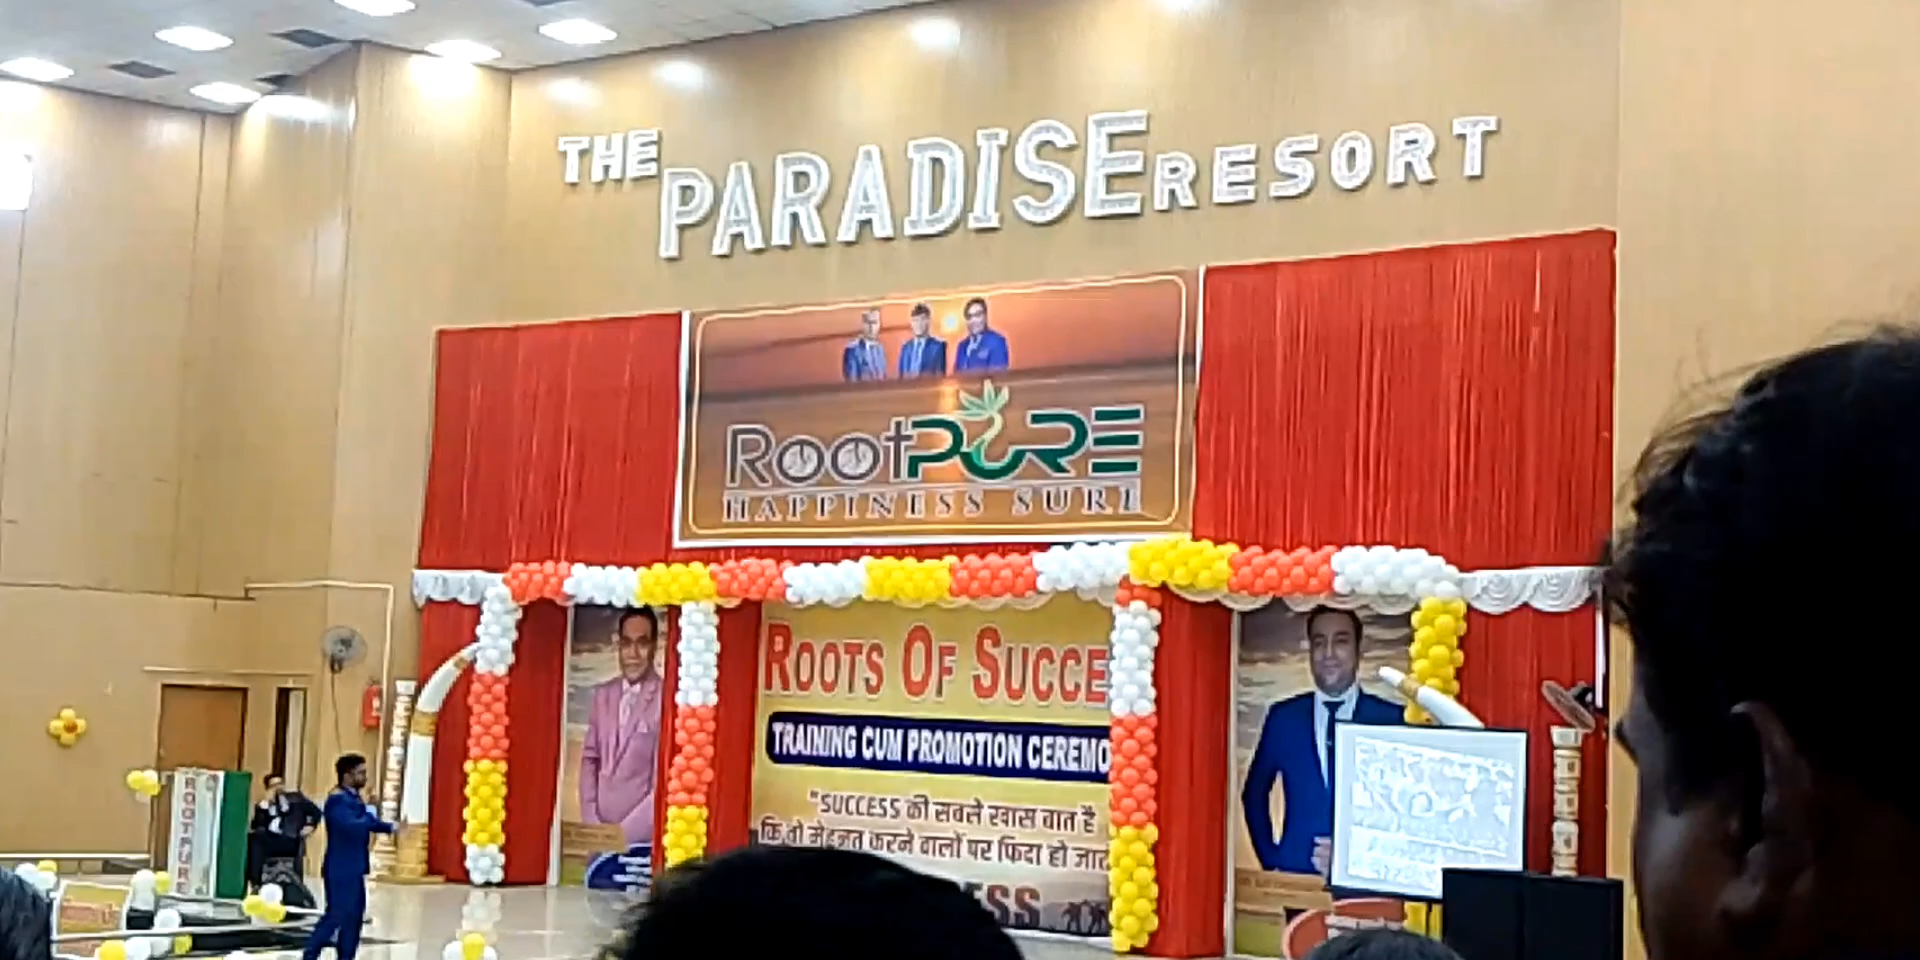 THE PARADISE RESORT
RootPURE
HAPPINESS SURE
ROOTS OF SUCCE
TRAINING CUM PROMOTION CEREMO
"SUCCESS की सबसे खास बात है
कि वो मेहनत करने वालों पर फिदा हो जात
ESS
ROOTPURE